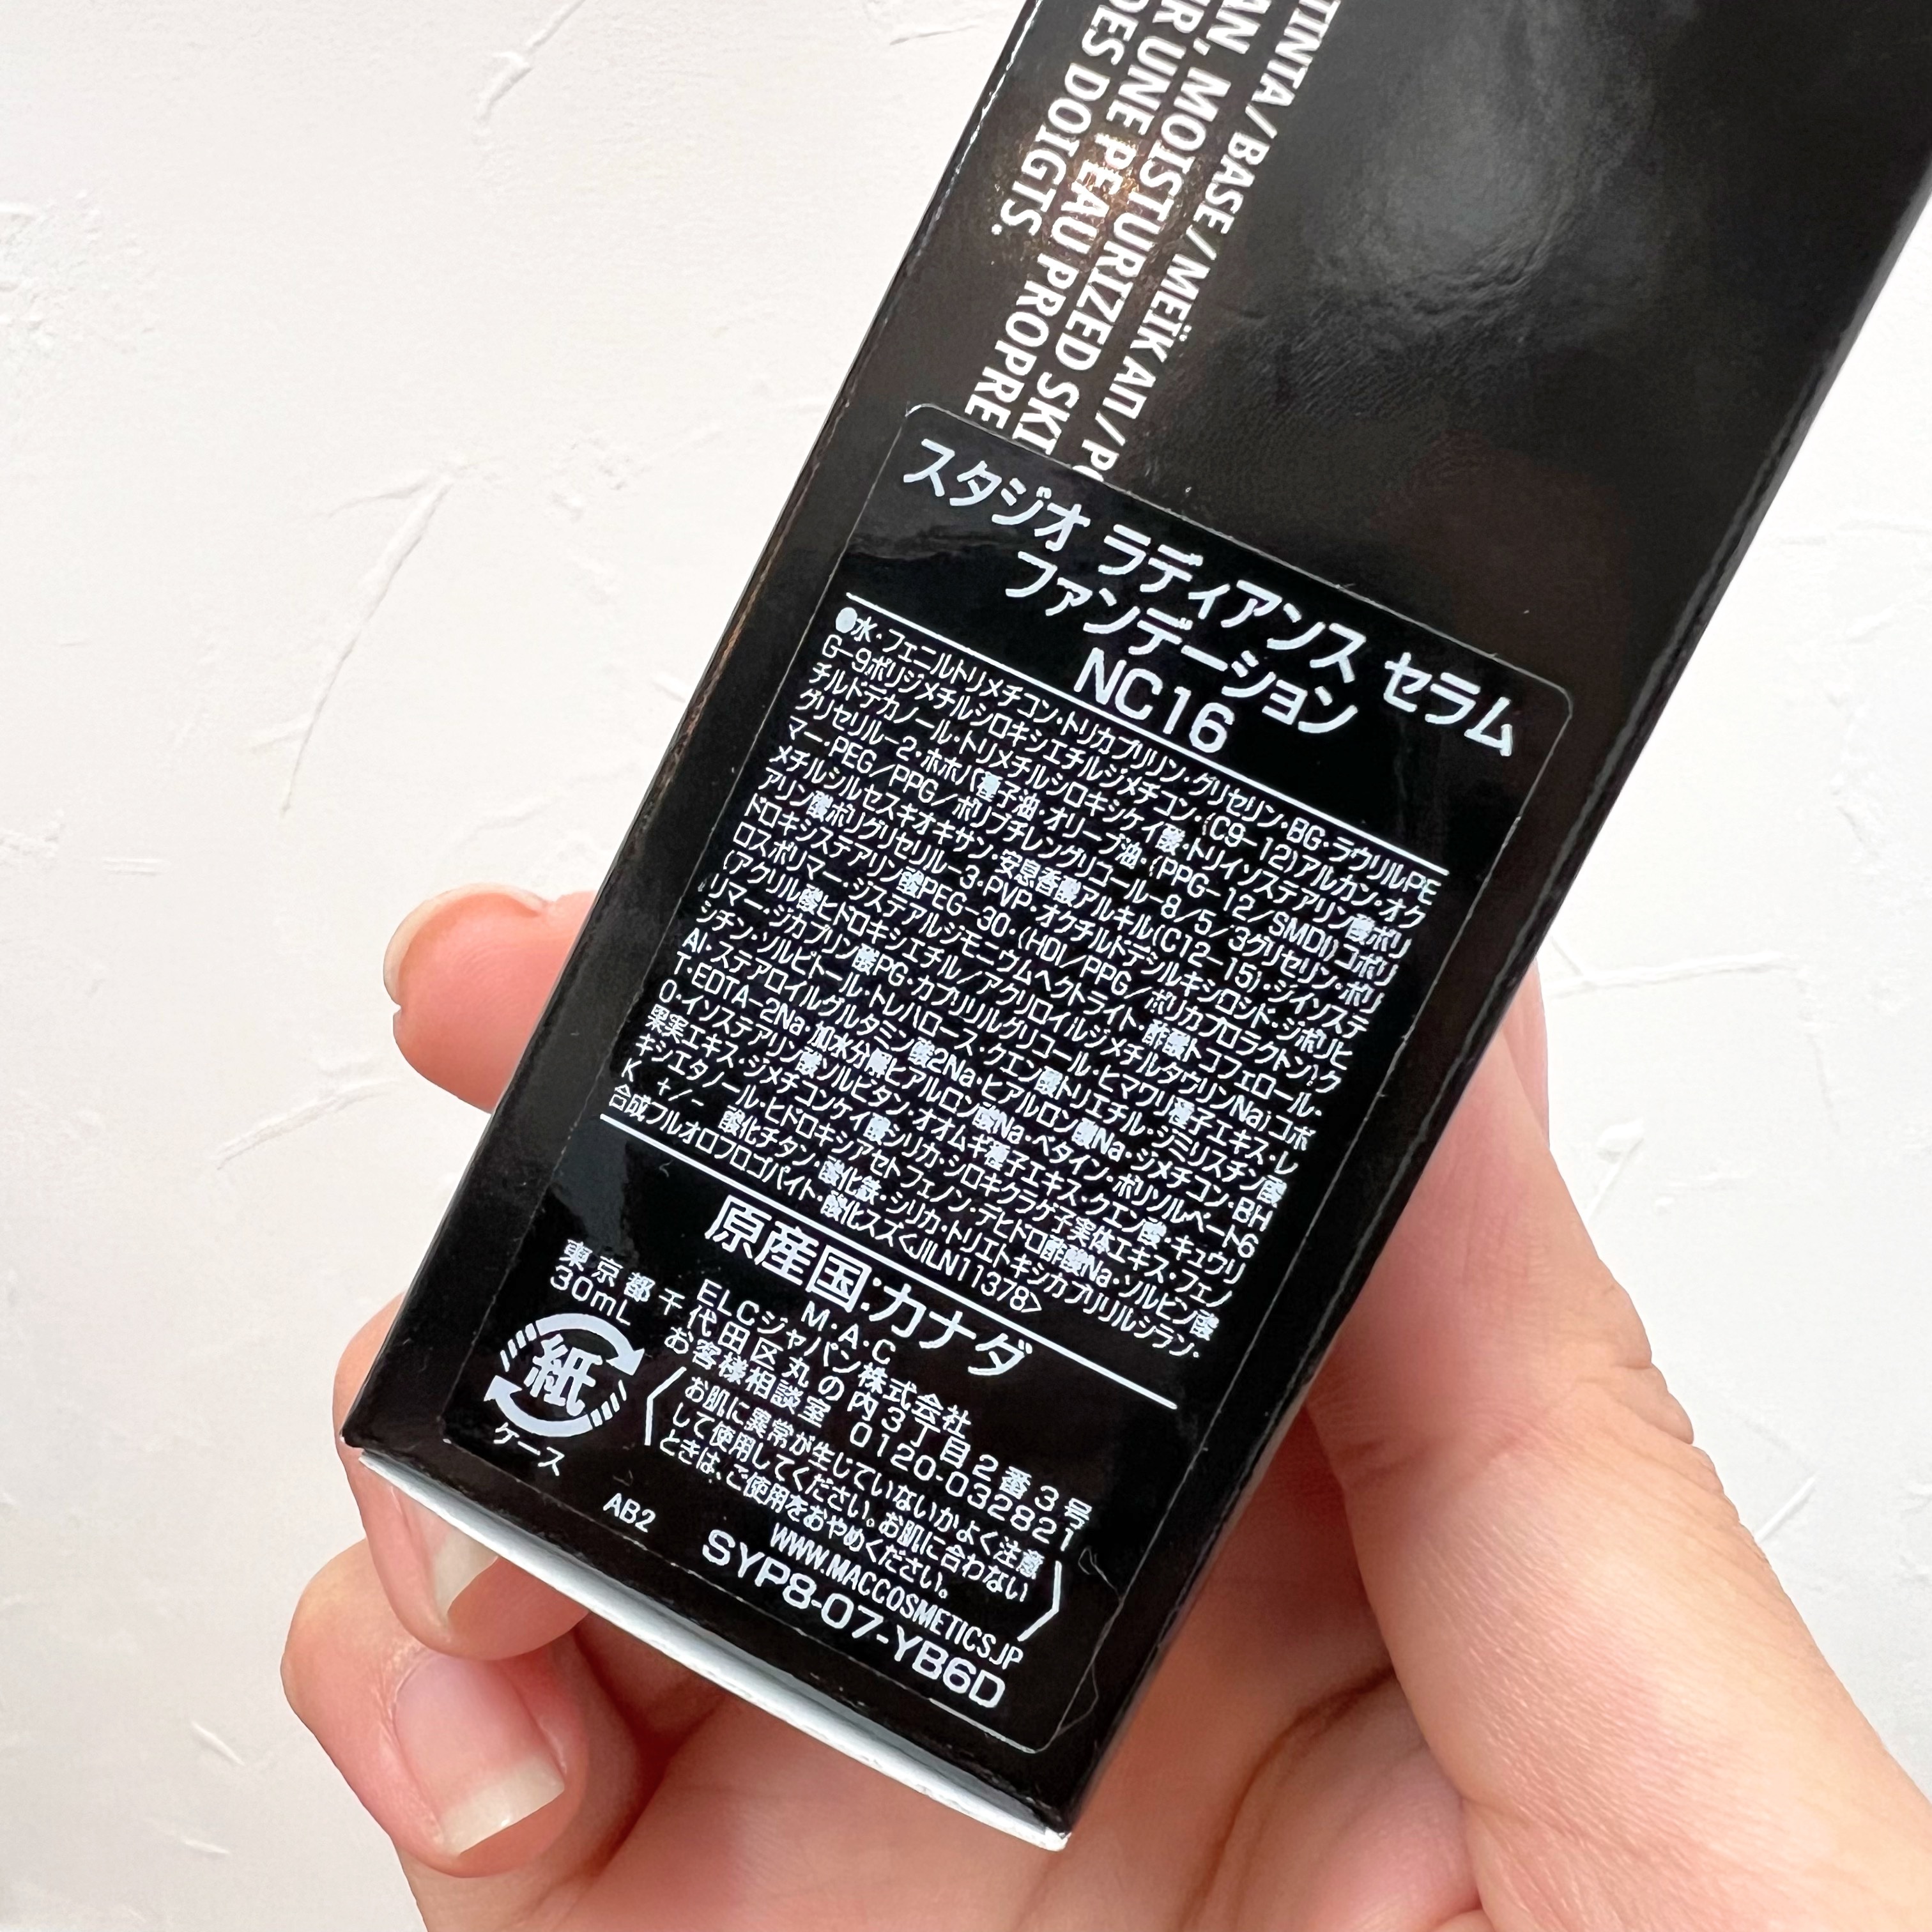 TINTA/BASE/MEЇKAП/
AN, MOISTURIZED
R UNE PEAU PROPRE
DES DOIGTS.
スタジオ ラディアンス セラム
ファンデーション
NC16
●水・フェニルトリメチコン・トリカプリリン・グリセリン・BG・ラウリルPE
G-9ポリジメチルシロキシエチルジメチコン・(C9-12)アルカン・オク
チルドデカノール・トリメチルシロキシケイ酸・トリイソステアリン酸ポリ
グリセリル-2・ホホバ種子油・オリーブ油・(PPG-12/SMDI)コポリ
マー・PEG/PPG/ポリブチレングリコール-8/5/3グリセリン・ポリ
メチルシルセスキオキサン・安息香酸アルキル(C12-15)・ジイソステ
アリン酸ポリグリセリル-3・PVP・オクチルドデシルキシロシド・ジポリヒ
ドロキシステアリン酸PEG-30・(HDI/PPG/ポリカプロラクトン)ク
ロスポリマー・ジステアルジモニウムヘクトライト・酢酸トコフェロール・
(アクリル酸ヒドロキシエチル/アクリロイルジメチルタウリンNa)コポ
リマー・ジカプリン酸PG・カプリリルグリコール・ヒマワリ種子エキス・レ
シチン・ソルビトール・トレハロース・クエン酸トリエチル・ジミリスチン酸
Al・ステアロイルグルタミン酸2Na・ヒアルロン酸Na・ジメチコン・BH
T・EDTA-2Na・加水分解ヒアルロン酸Na・ベタイン・ポリソルベート6
0・イソステアリン酸ソルビタン・オオムギ種子エキス・クエン酸・キュウリ
果実エキス・ジメチコンケイ酸シリカ・シロキクラゲ子実体エキス・フェノ
キシエタノール・ヒドロキシアセトフェノン・デヒドロ酢酸Na・ソルビン酸
K +/- 酸化チタン・酸化鉄・シリカ・トリエトキシカプリリルシラン・
合成フルオロフロゴパイト・酸化スズ<JILN11378>
原産国:カナダ
M・A・C
ELCジャパン株式会社
東京都千代田区丸の内3丁目2番3号
30mL
お客様相談室 0120-032821
紙
ケース
お肌に異常が生じていないかよく注意
して使用してください。お肌に合わない
ときは、ご使用をおやめください。
WWW.MACCOSMETICS.JP
AB2
SYP8-07-YB6D